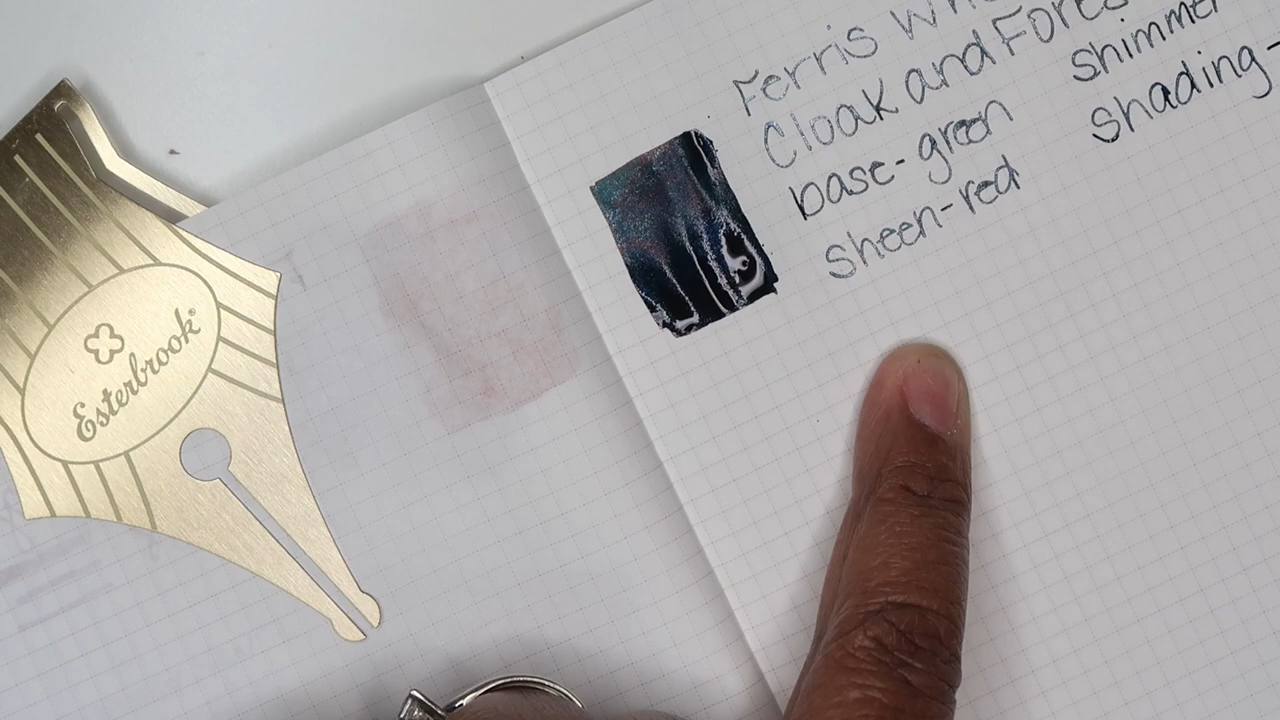 Esterbrook®
Ferris
Cloak and
base-green
sheen-red
shimmer
shading-